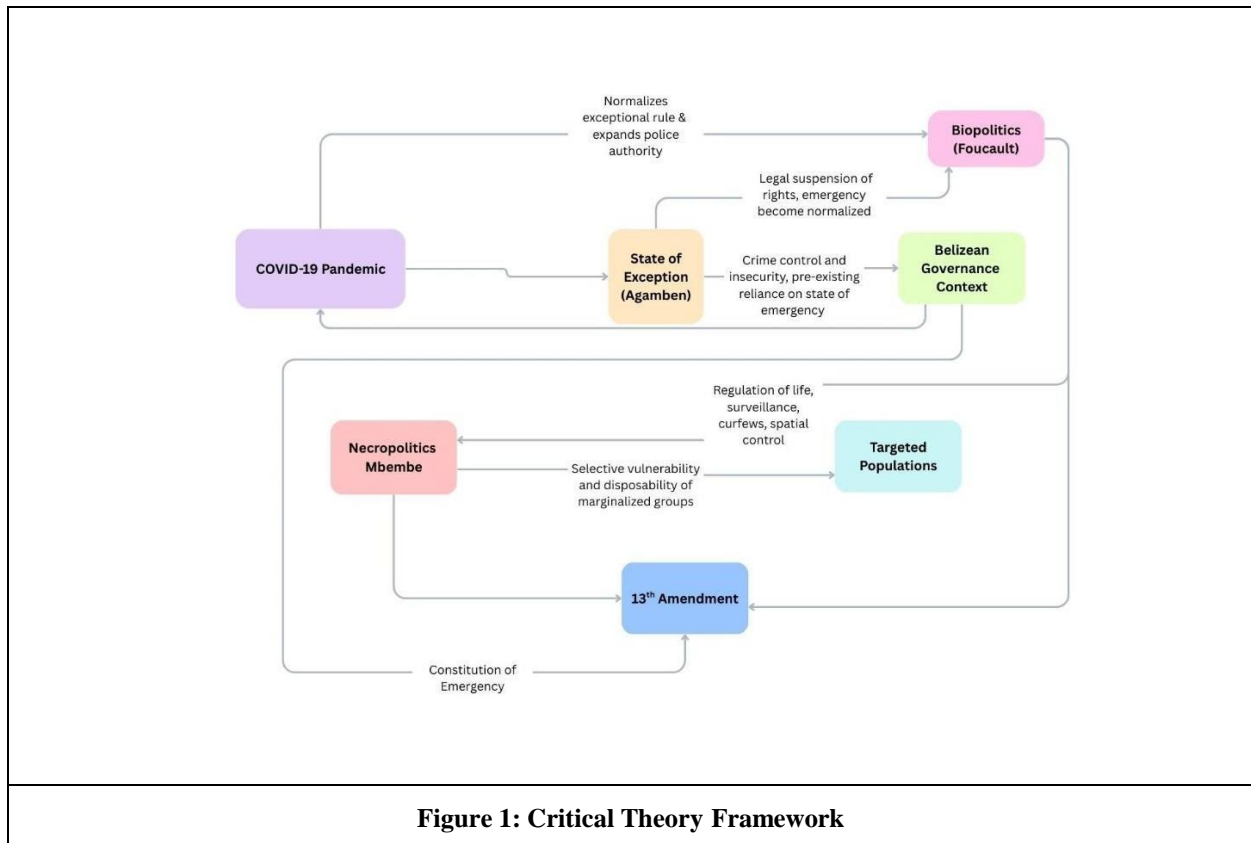 Normalizes
exceptional rule &
expands police
authority
Biopolitics
(Foucault)
Legal suspension of
rights, emergency
become normalized
COVID-19 Pandemic
State of
Exception
(Agamben)
Crime control and
insecurity, pre-existing
reliance on state of
emergency
Belizean
Governance
Context
Regulation of life,
surveillance,
curfews, spatial
control
Necropolitics
Mbembe
Selective vulnerability
and disposability of
marginalized groups
Targeted
Populations
13th Amendment
Constitution of
Emergency
Figure 1: Critical Theory Framework